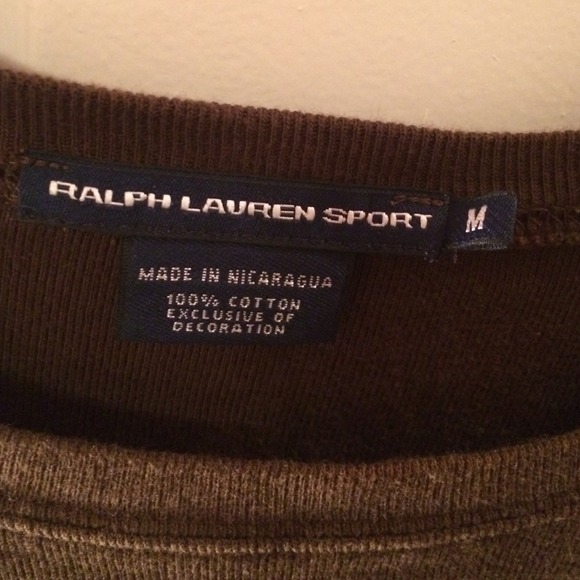 RALPH LAUREN SPORT M
MADE IN NICARAGUA
100% COTTON
EXCLUSIVE OF
DECORATION